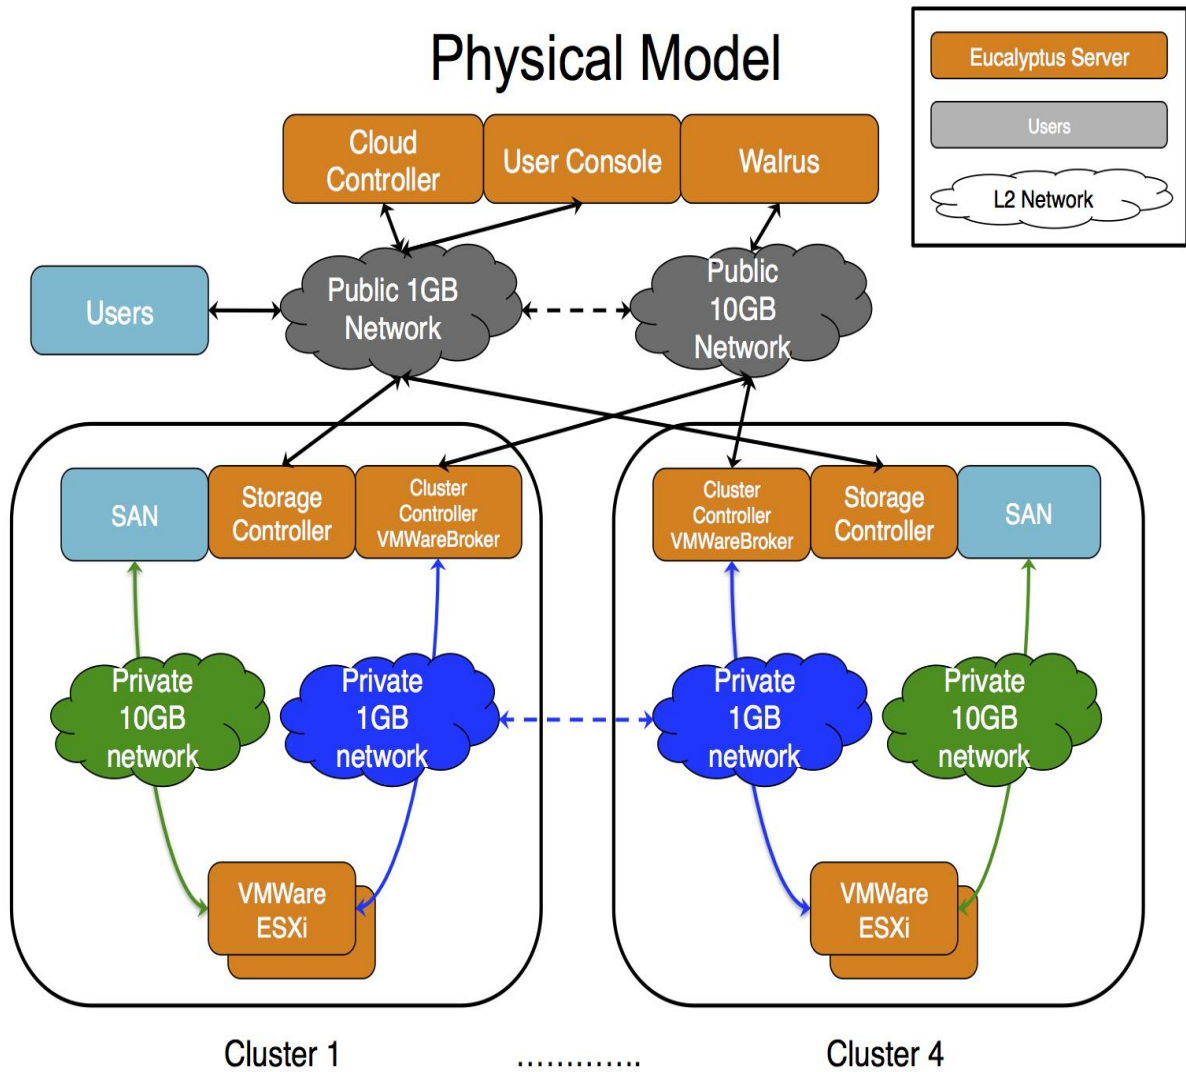 Physical Model
Eucalyptus Server
Users
L2 Network
Cloud
Controller
User Console
Walrus
Users
Public 1GB
Network
Public
10GB
Network
SAN
Storage
Controller
Cluster
Controller
VMWareBroker
Cluster
Controller
VMWareBroker
Storage
Controller
SAN
Private
10GB
network
Private
1GB
network
Private
1GB
network
Private
10GB
network
VMWare
ESXi
VMWare
ESXi
Cluster 1
.............
Cluster 4